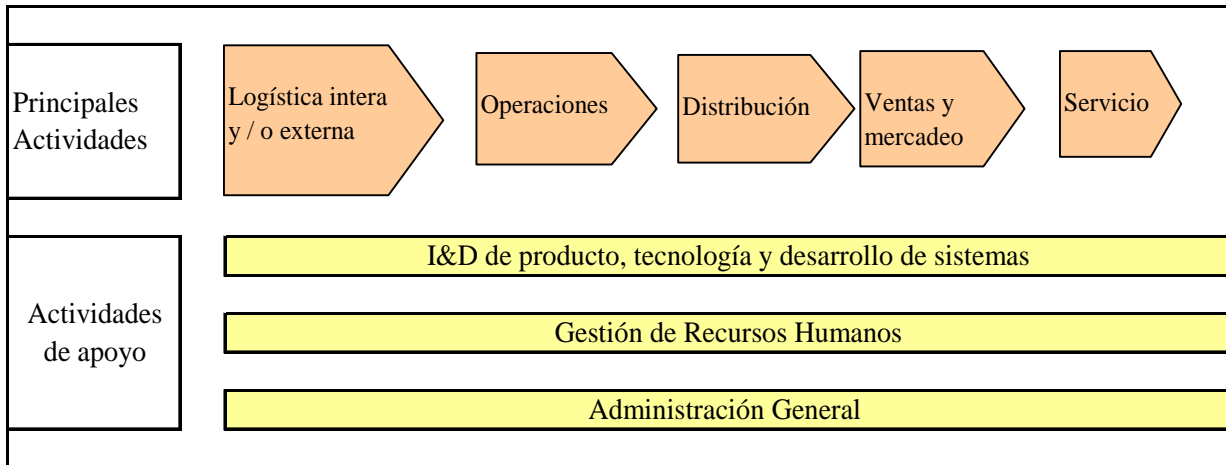 Principales
Actividades
Logística intera
y / o externa
Operaciones
Distribución
Ventas y
mercadeo
Servicio
Actividades
de apoyo
I&D de producto, tecnología y desarrollo de sistemas
Gestión de Recursos Humanos
Administración General